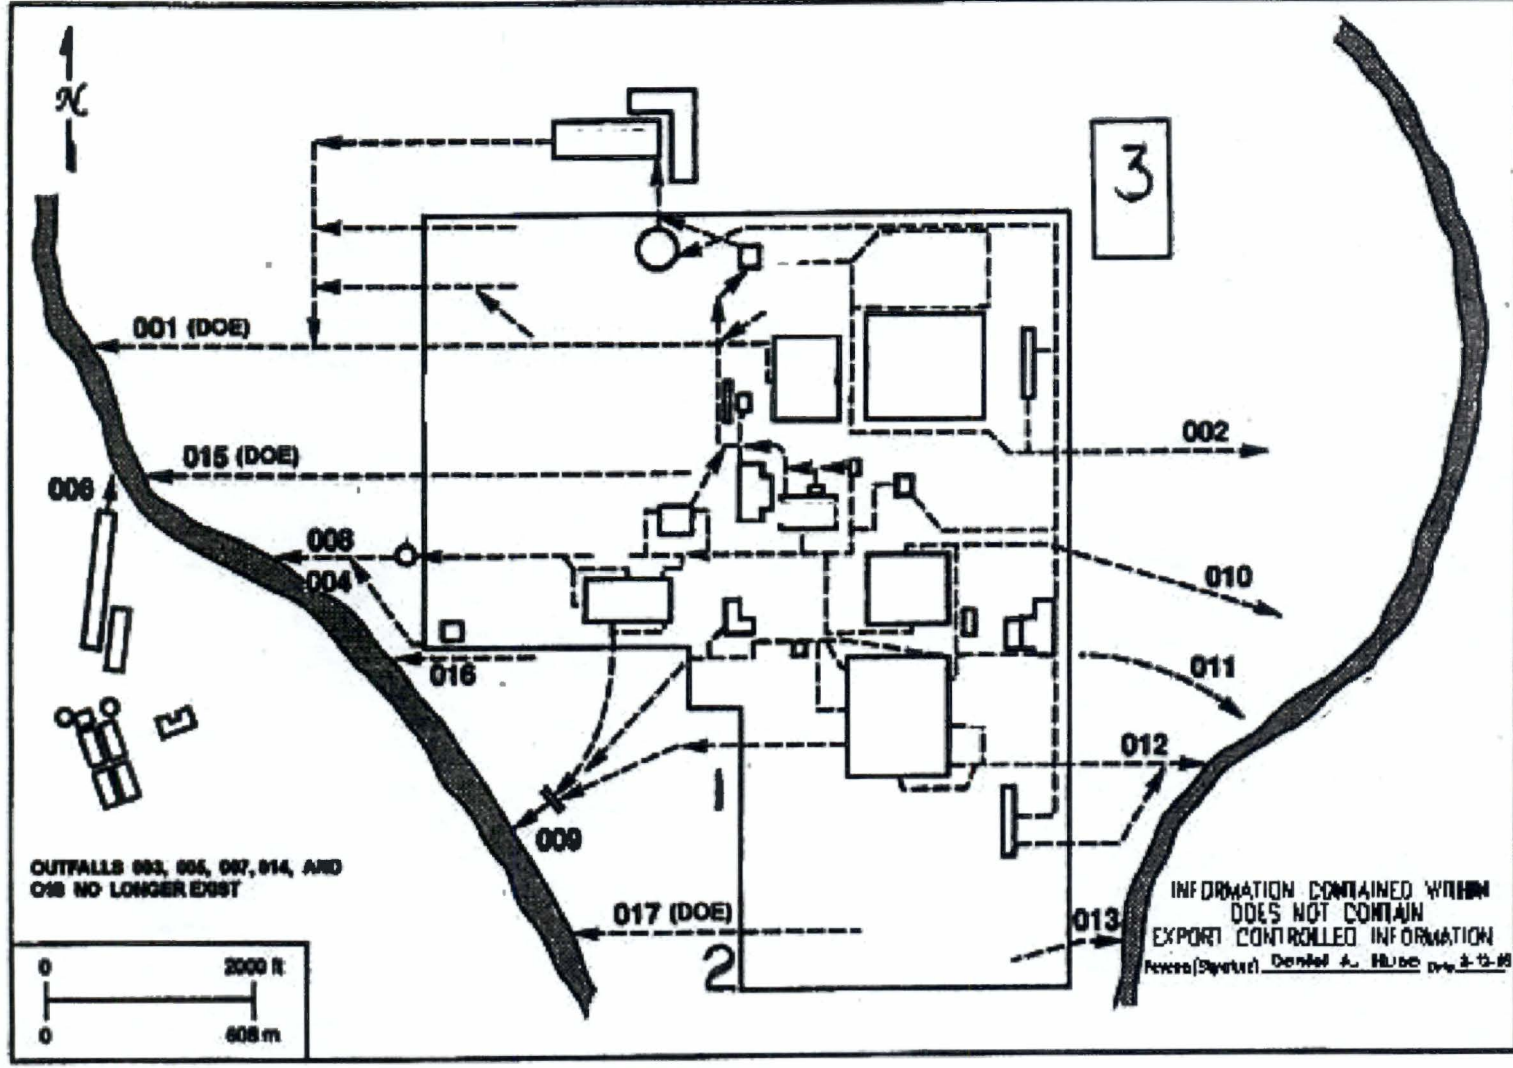 N
3
001 (DOE)
002
015 (DOE)
006
008
004
010
016
011
012
1
009
OUTFALLS 003, 005, 007, 014, AND
018 NO LONGER EXIST
017 (DOE)
013
2
INFORMATION CONTAINED WITHIN
DOES NOT CONTAIN
EXPORT CONTROLLED INFORMATION
0 2000 ft
0 608 m